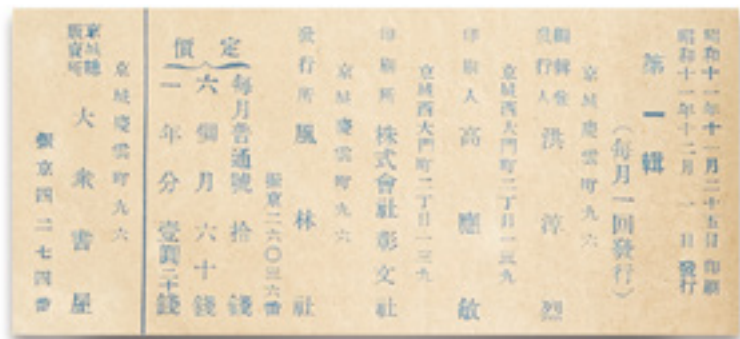 昭和十一年十一月二十五日 印刷
昭和十一年十二月 一 日 發行
第一輯
(每月一回發行)
京城慶雲町九六
編輯兼發行人 洪淳烈
京城西大門町二丁目一三九
印刷人 高應敏
京城西大門町二丁目一三九
印刷所 株式會社彰文社
京城慶雲町九六
發行所 風林社
振京二六〇三六番
定價
每月普通號 拾錢
六個月 六十錢
一年分 壹圓二十錢
京城慶雲町九六
京城總販賣所 大衆書屋
振京四二七四番